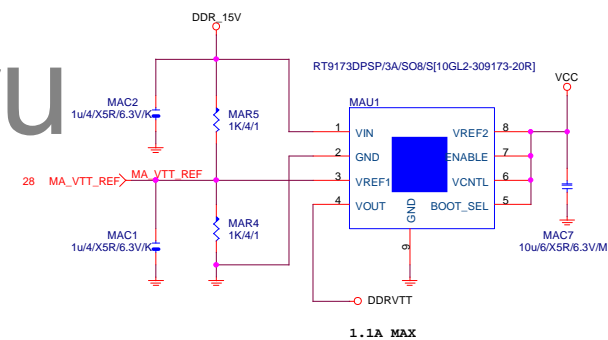 DDR_15V
RT9173DPSP/3A/SO8/S[10GL2-309173-20R]
VCC
MAC2
1u/4/X5R/6.3V/K
MAR5
1K/4/1
MAU1
1 VIN VREF2 8
2 GND ENABLE 7
28 MA_VTT_REF MA_VTT_REF 3 VREF1 VCNTL 6
4 VOUT BOOT_SEL 5
GND
9
MAC1
1u/4/X5R/6.3V/K
MAR4
1K/4/1
MAC7
10u/6/X5R/6.3V/M
DDRVTT
1.1A MAX